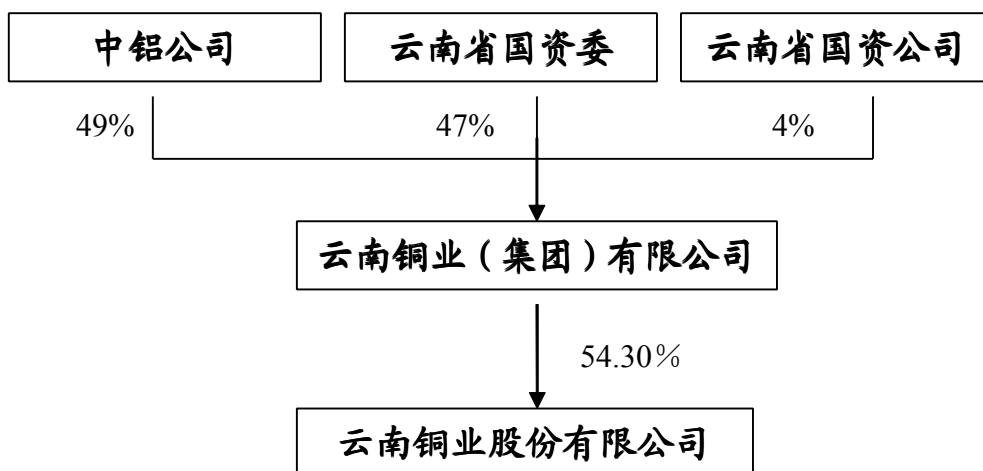 中铝公司 云南省国资委 云南省国资公司
49% 47% 4%
云南铜业（集团）有限公司
54.30％
云南铜业股份有限公司